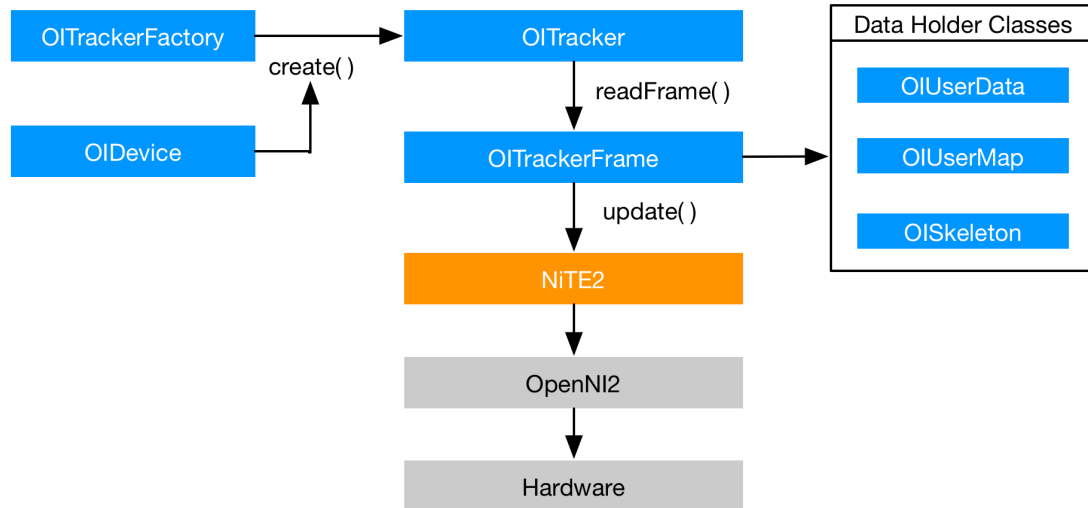 OITrackerFactory
OITracker
Data Holder Classes
create( )
readFrame( )
OIUserData
OIDevice
OITrackerFrame
OIUserMap
update( )
OISkeleton
NiTE2
OpenNI2
Hardware